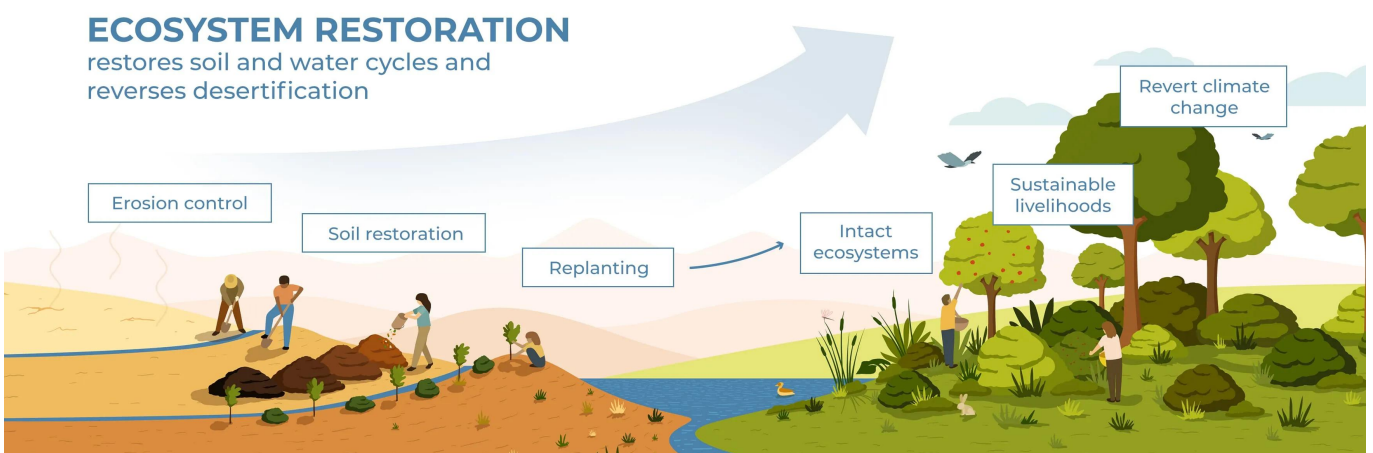 ECOSYSTEM RESTORATION
restores soil and water cycles and
reverses desertification
Erosion control
Soil restoration
Replanting
Intact
ecosystems
Sustainable
livelihoods
Revert climate
change